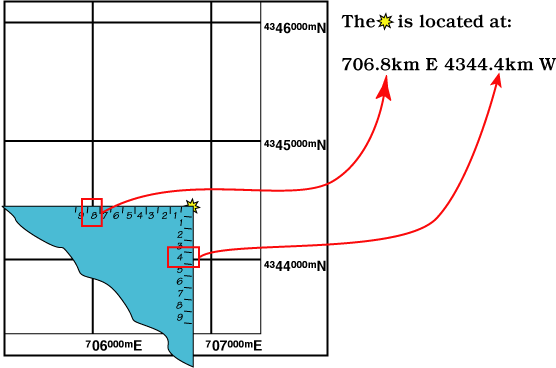 The is located at:
706.8km E 4344.4km W
4346000mN
4345000mN
9 8 7 6 5 4 3 2 1
1
2
3
4
5
6
7
8
9
4344000mN
706000mE 707000mE